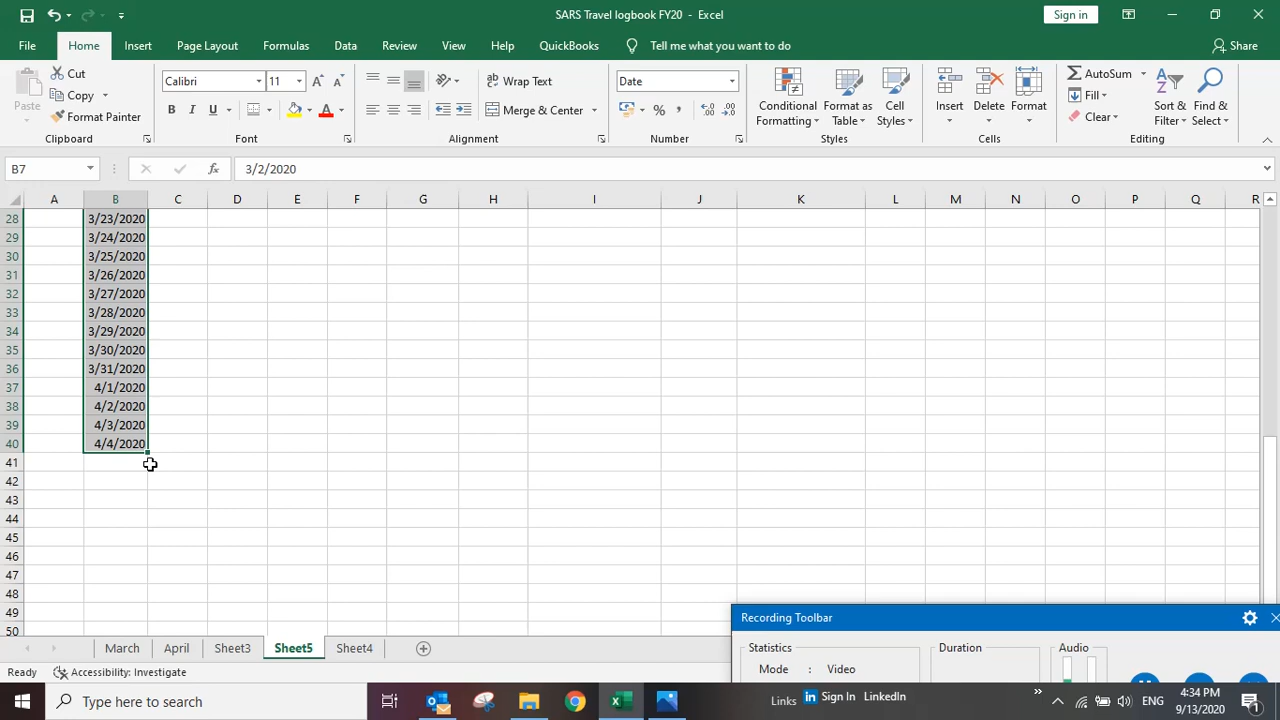 SARS Travel logbook FY20 - Excel
Sign in
File Home Insert Page Layout Formulas Data Review View Help QuickBooks Tell me what you want to do Share
Paste
Cut
Copy
Format Painter
Clipboard
Calibri 11
B I U
Font
Wrap Text
Merge & Center
Alignment
Date
Number
Conditional Formatting
Format as Table
Cell Styles
Styles
Insert
Delete
Format
Cells
AutoSum
Fill
Clear
Sort & Filter
Find & Select
Editing
B7 fx 3/2/2020
A B C D E F G H I J K L M N O P Q R
28 3/23/2020
29 3/24/2020
30 3/25/2020
31 3/26/2020
32 3/27/2020
33 3/28/2020
34 3/29/2020
35 3/30/2020
36 3/31/2020
37 4/1/2020
38 4/2/2020
39 4/3/2020
40 4/4/2020
41
42
43
44
45
46
47
48
49
50
Recording Toolbar
Statistics
Mode : Video
Duration
Audio
March April Sheet3 Sheet5 Sheet4
Ready Accessibility: Investigate
Type here to search
Links in Sign In LinkedIn » ENG
4:34 PM
9/13/2020
1